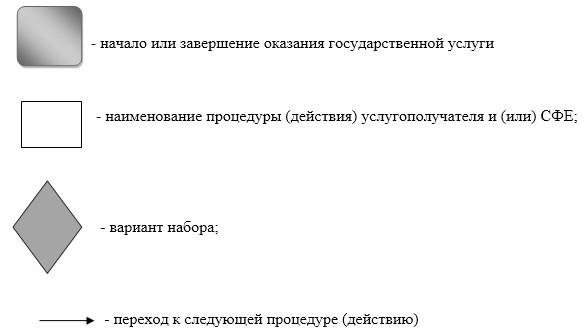 - начало или завершение оказания государственной услуги
- наименование процедуры (действия) услугополучателя и (или) СФЕ;
- вариант набора;
- переход к следующей процедуре (действию)